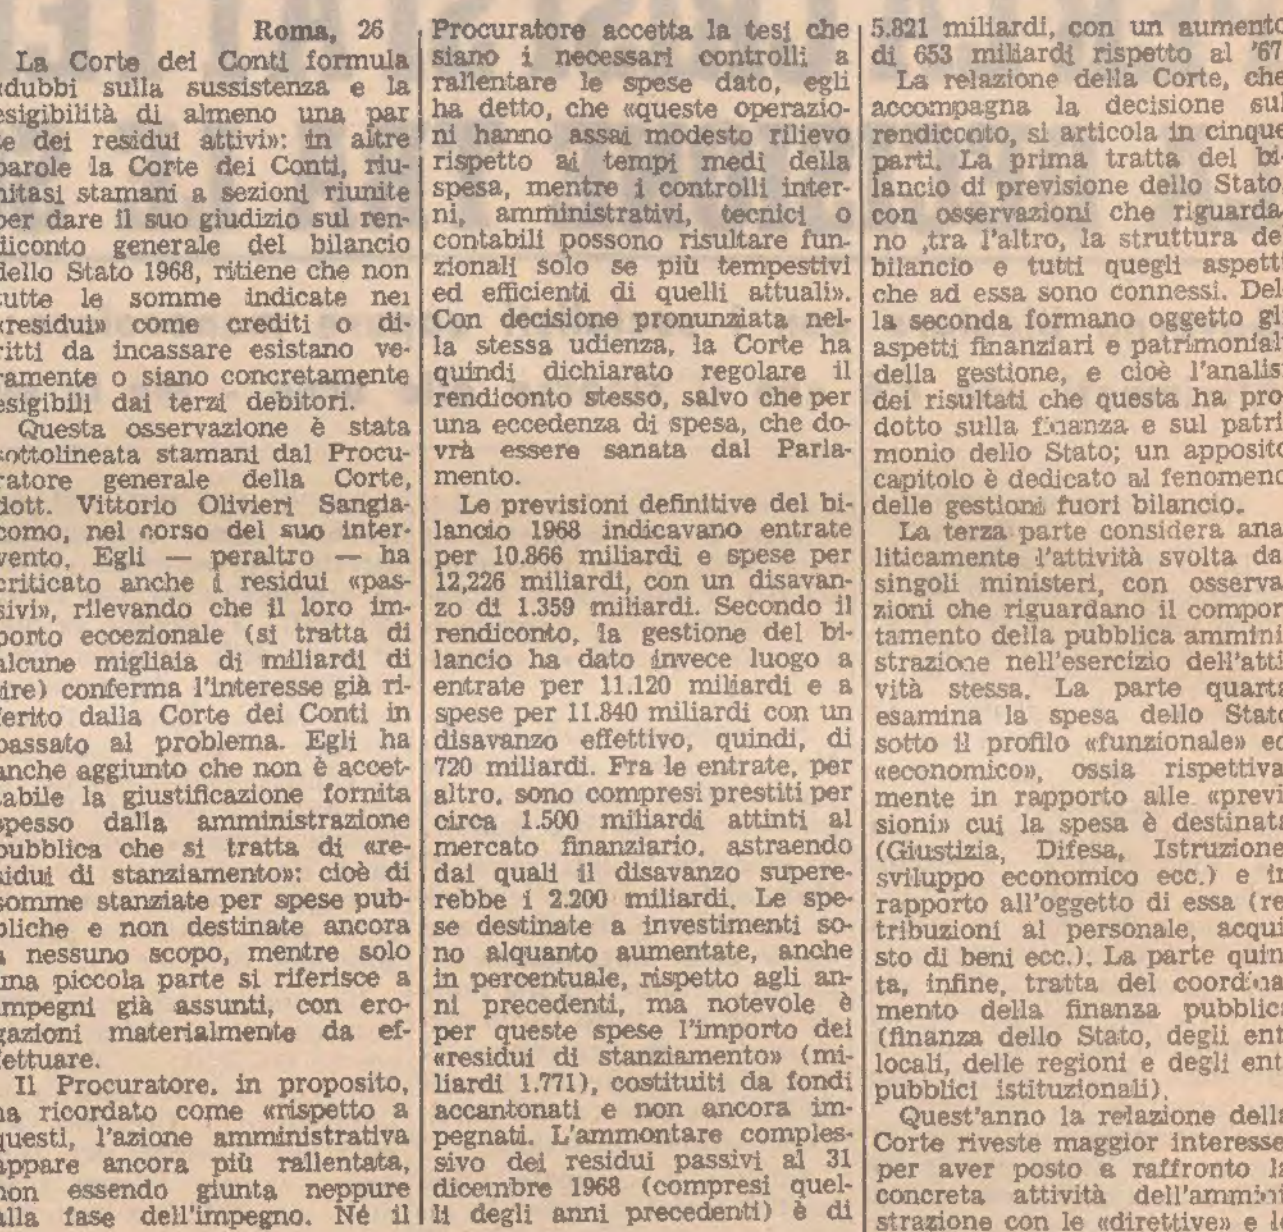 Roma, 26
La Corte dei Conti formula
«dubbi sulla sussistenza e la
esigibilità di almeno una par
te dei residui attivi»: in altre
parole la Corte dei Conti, riu-
nitasi stamani a sezioni riunite
per dare il suo giudizio sul ren-
diconto generale del bilancio
dello Stato 1968, ritiene che non
tutte le somme indicate nei
«residui» come crediti o di-
ritti da incassare esistano ve-
ramente o siano concretamente
esigibili dai terzi debitori.
Questa osservazione è stata
sottolineata stamani dal Procu-
ratore generale della Corte,
dott. Vittorio Olivieri Sangia-
como, nel corso del suo inter-
vento. Egli — peraltro — ha
criticato anche i residui «pas-
sivi», rilevando che il loro im-
porto eccezionale (si tratta di
alcune migliaia di miliardi di
lire) conferma l'interesse già ri-
ferito dalla Corte dei Conti in
passato al problema. Egli ha
anche aggiunto che non è accet-
tabile la giustificazione fornita
spesso dalla amministrazione
pubblica che si tratta di «re-
sidui di stanziamento»: cioè di
somme stanziate per spese pub-
bliche e non destinate ancora
a nessuno scopo, mentre solo
una piccola parte si riferisce a
impegni già assunti, con ero-
gazioni materialmente da ef-
fettuare.
Il Procuratore, in proposito,
ha ricordato come «rispetto a
questi, l'azione amministrativa
appare ancora più rallentata,
non essendo giunta neppure
alla fase dell'impegno. Né il
Procuratore accetta la tesi che
siano i necessari controlli a
rallentare le spese dato, egli
ha detto, che «queste operazio-
ni hanno assai modesto rilievo
rispetto ai tempi medi della
spesa, mentre i controlli inter-
ni, amministrativi, tecnici o
contabili possono risultare fun-
zionali solo se più tempestivi
ed efficienti di quelli attuali».
Con decisione pronunziata nel-
la stessa udienza, la Corte ha
quindi dichiarato regolare il
rendiconto stesso, salvo che per
una eccedenza di spesa, che do-
vrà essere sanata dal Parla-
mento.
Le previsioni definitive del bi-
lancio 1968 indicavano entrate
per 10.866 miliardi e spese per
12,226 miliardi, con un disavan-
zo di 1.359 miliardi. Secondo il
rendiconto, la gestione del bi-
lancio ha dato invece luogo a
entrate per 11.120 miliardi e a
spese per 11.840 miliardi con un
disavanzo effettivo, quindi, di
720 miliardi. Fra le entrate, per
altro, sono compresi prestiti per
circa 1.500 miliardi attinti al
mercato finanziario, astraendo
dai quali il disavanzo supere-
rebbe i 2.200 miliardi. Le spe-
se destinate a investimenti so-
no alquanto aumentate, anche
in percentuale, rispetto agli an-
ni precedenti, ma notevole è
per queste spese l'importo dei
«residui di stanziamento» (mi-
liardi 1.771), costituiti da fondi
accantonati e non ancora im-
pegnati. L'ammontare comples-
sivo dei residui passivi al 31
dicembre 1968 (compresi quel-
li degli anni precedenti) è di
5.821 miliardi, con un aumento
di 653 miliardi rispetto al '67
La relazione della Corte, che
accompagna la decisione sul
rendiconto, si articola in cinque
parti. La prima tratta del bi-
lancio di previsione dello Stato,
con osservazioni che riguarda-
no ,tra l'altro, la struttura del
bilancio e tutti quegli aspetti
che ad essa sono connessi. Del-
la seconda formano oggetto gli
aspetti finanziari e patrimoniali
della gestione, e cioè l'analisi
dei risultati che questa ha pro-
dotto sulla finanza e sul patri-
monio dello Stato; un apposito
capitolo è dedicato al fenomeno
delle gestioni fuori bilancio.
La terza parte considera ana
liticamente l'attività svolta dai
singoli ministeri, con osserva
zioni che riguardano il compor
tamento della pubblica ammini
strazione nell'esercizio dell'atti
vità stessa. La parte quarta
esamina la spesa dello Stato
sotto il profilo «funzionale» ed
«economico», ossia rispettiva
mente in rapporto alle «previ
sioni» cui la spesa è destinata
(Giustizia, Difesa, Istruzione,
sviluppo economico ecc.) e in
rapporto all'oggetto di essa (re
tribuzioni al personale, acqui
sto di beni ecc.). La parte quin
ta, infine, tratta del coordina
mento della finanza pubblica
(finanza dello Stato, degli enti
locali, delle regioni e degli enti
pubblici istituzionali).
Quest'anno la relazione della
Corte riveste maggior interesse
per aver posto a raffronto la
concreta attività dell'ammini
strazione con le «direttive» e